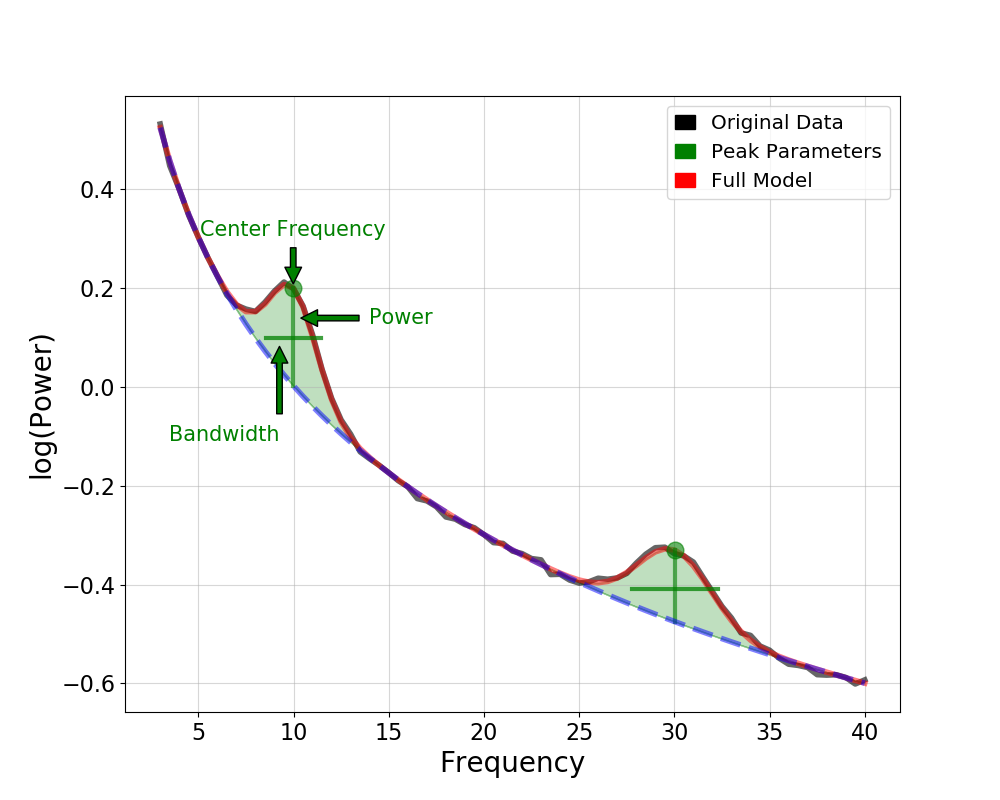 Original Data
Peak Parameters
Full Model
Center Frequency
Power
Bandwidth
log(Power)
0.4
0.2
0.0
−0.2
−0.4
−0.6
5 10 15 20 25 30 35 40
Frequency